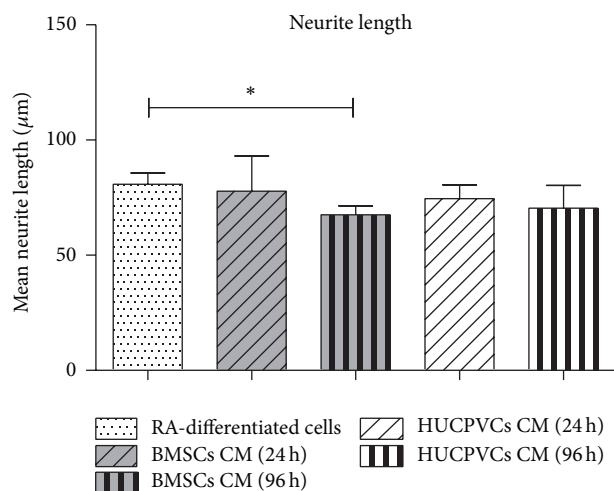 Neurite length
Mean neurite length (μm)
150
100
50
0
*
RA-differentiated cells
BMSCs CM (24 h)
BMSCs CM (96 h)
HUCPVCs CM (24 h)
HUCPVCs CM (96 h)